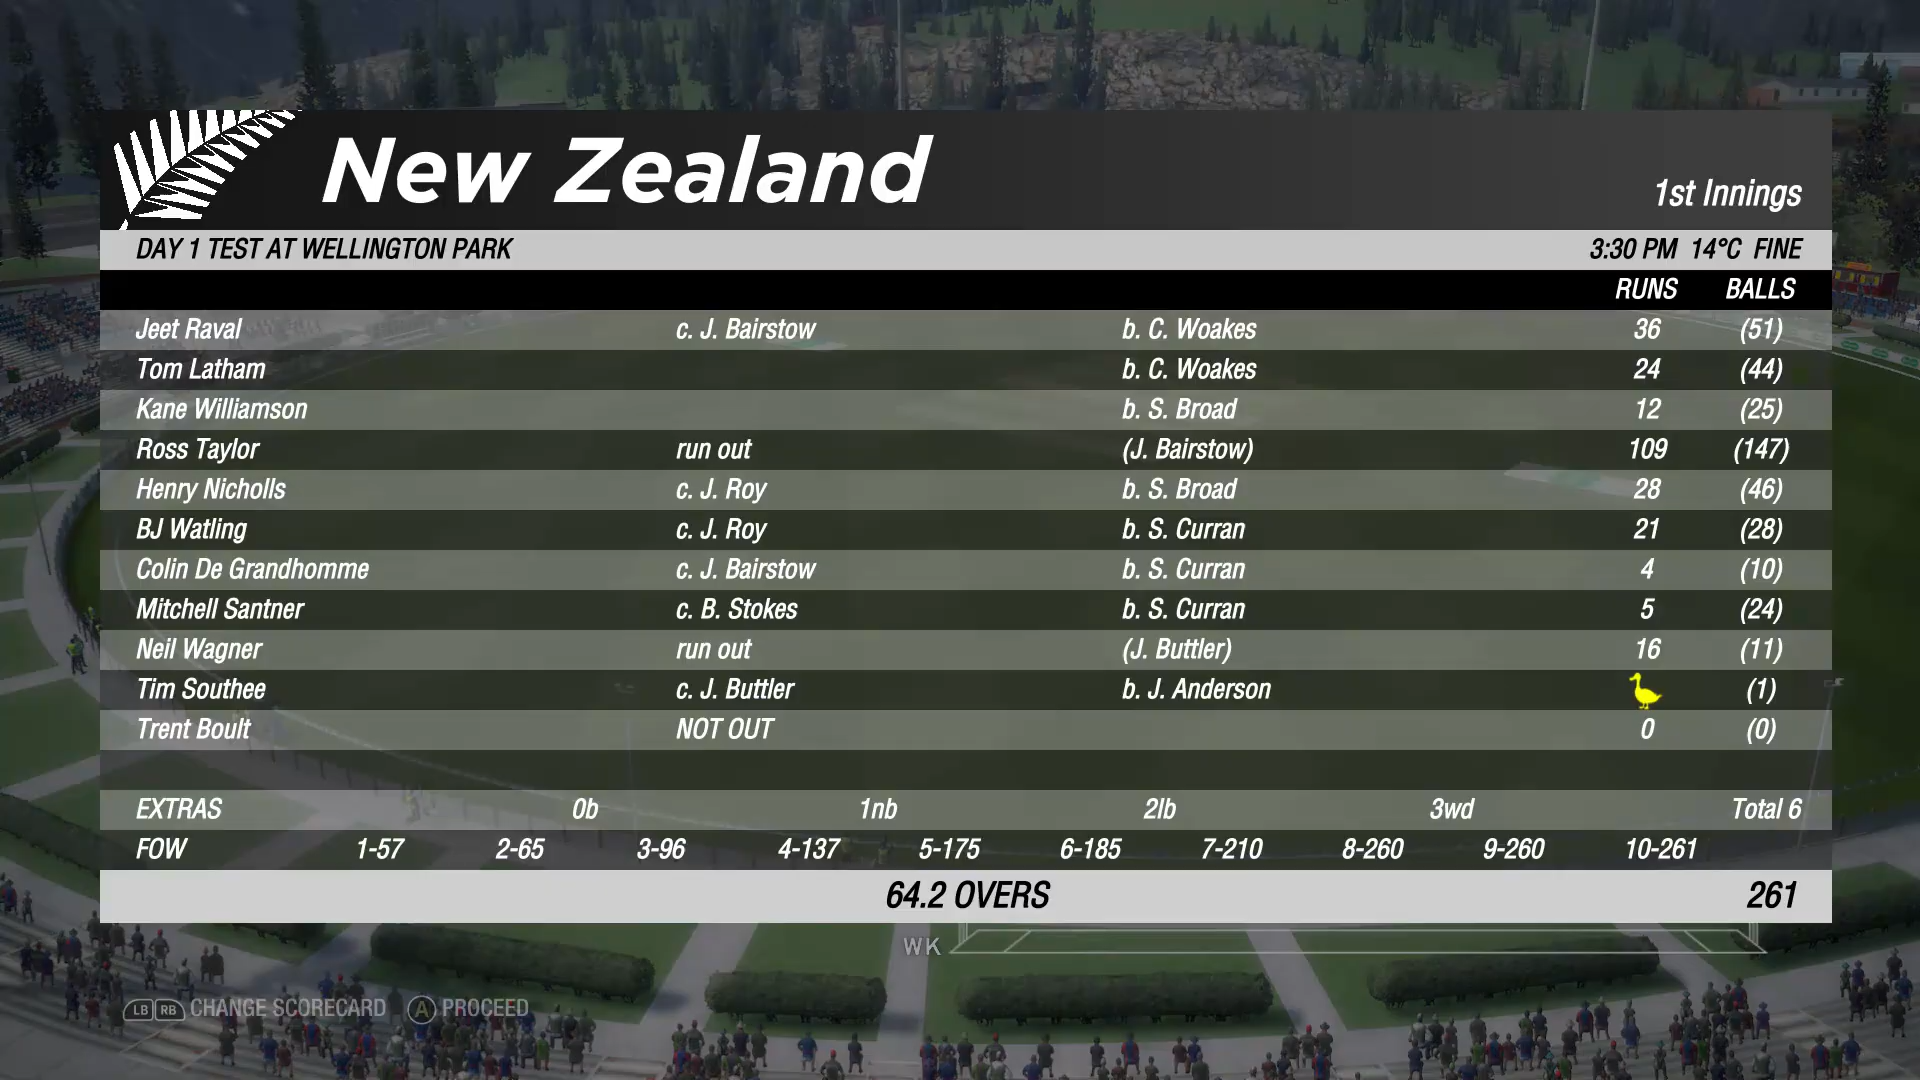 New Zealand
1st Innings
DAY 1 TEST AT WELLINGTON PARK 3:30 PM 14°C FINE
RUNS BALLS
Jeet Raval c. J. Bairstow b. C. Woakes 36 (51)
Tom Latham b. C. Woakes 24 (44)
Kane Williamson b. S. Broad 12 (25)
Ross Taylor run out (J. Bairstow) 109 (147)
Henry Nicholls c. J. Roy b. S. Broad 28 (46)
BJ Watling c. J. Roy b. S. Curran 21 (28)
Colin De Grandhomme c. J. Bairstow b. S. Curran 4 (10)
Mitchell Santner c. B. Stokes b. S. Curran 5 (24)
Neil Wagner run out (J. Buttler) 16 (11)
Tim Southee c. J. Buttler b. J. Anderson (1)
Trent Boult NOT OUT 0 (0)
EXTRAS 0b 1nb 2lb 3wd Total 6
FOW 1-57 2-65 3-96 4-137 5-175 6-185 7-210 8-260 9-260 10-261
64.2 OVERS 261
WK
LB RB CHANGE SCORECARD A PROCEED